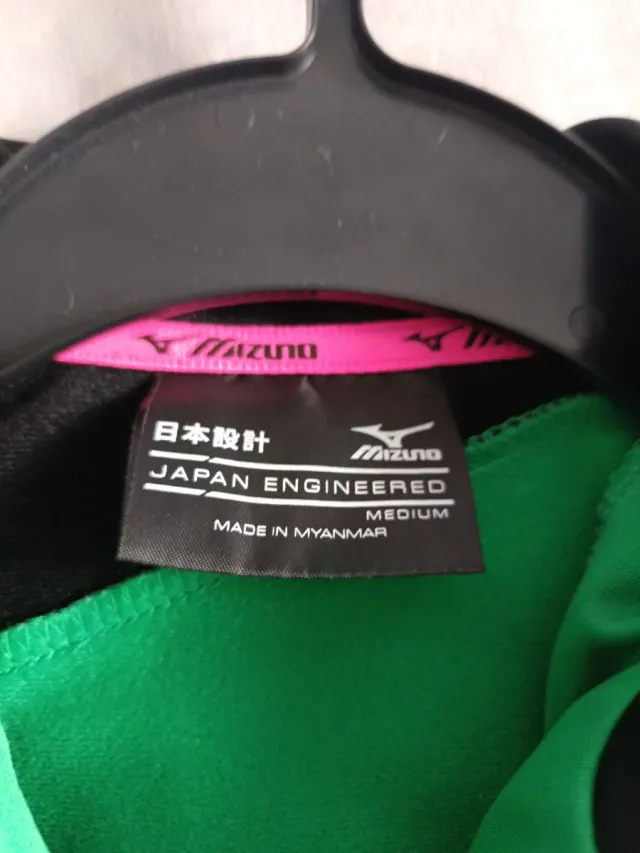 MIZUNO M
日本設計 MIZUNO
JAPAN ENGINEERED
MEDIUM
MADE IN MYANMAR